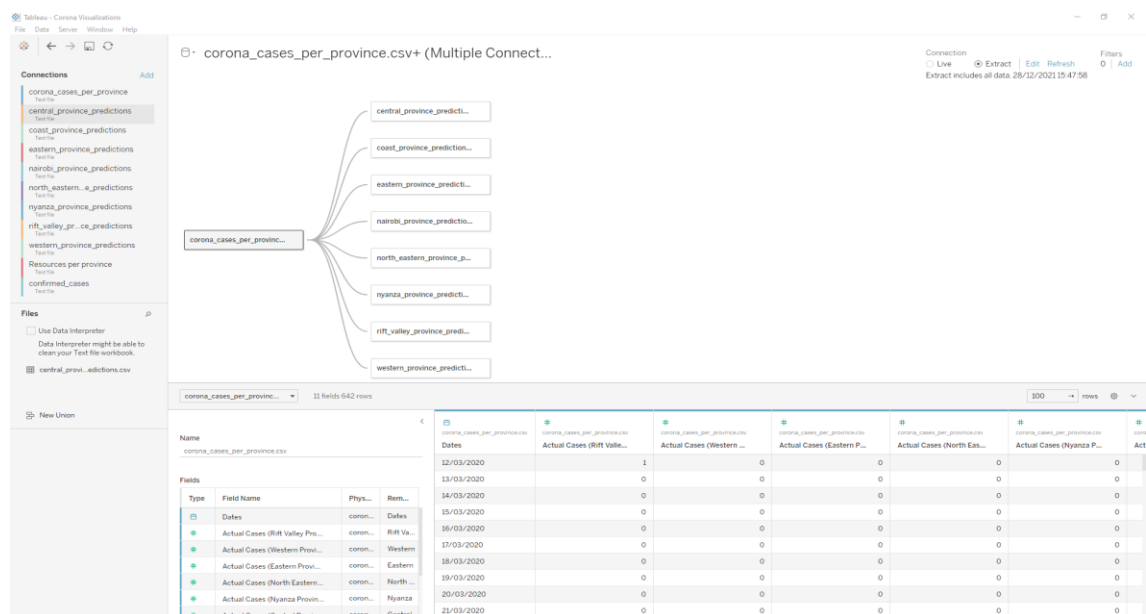 Tableau - Corona Visualizations
File Data Server Window Help
Connections Add
corona_cases_per_province
Text file
central_province_predictions
Text file
coast_province_predictions
Text file
eastern_province_predictions
Text file
nairobi_province_predictions
Text file
north_eastern...e_predictions
Text file
nyanza_province_predictions
Text file
rift_valley_pr...ce_predictions
Text file
western_province_predictions
Text file
Resources per province
Text file
confirmed_cases
Text file
Files
Use Data Interpreter
Data Interpreter might be able to
clean your Text file workbook.
central_provi...edictions.csv
New Union
corona_cases_per_province.csv+ (Multiple Connect...
Connection
Live Extract Edit Refresh
Extract includes all data. 28/12/2021 15:47:58
Filters
0 Add
central_province_predicti...
coast_province_prediction...
eastern_province_predicti...
nairobi_province_predictio...
corona_cases_per_provinc...
north_eastern_province_p...
nyanza_province_predicti...
rift_valley_province_predi...
western_province_predicti...
corona_cases_per_provinc... 11 fields 642 rows 100 rows
Name
corona_cases_per_province.csv
Fields
Type Field Name Phys... Rem...
Dates coron... Dates
Actual Cases (Rift Valley Pro... coron... Rift Va...
Actual Cases (Western Provi... coron... Western
Actual Cases (Eastern Provi... coron... Eastern
Actual Cases (North Eastern... coron... North ...
Actual Cases (Nyanza Provin... coron... Nyanza
corona_cases_per_province.csv corona_cases_per_province.csv corona_cases_per_province.csv corona_cases_per_province.csv corona_cases_per_province.csv corona_cases_per_province.csv
Dates Actual Cases (Rift Valle... Actual Cases (Western ... Actual Cases (Eastern P... Actual Cases (North Eas... Actual Cases (Nyanza P... Act
12/03/2020 1 0 0 0 0
13/03/2020 0 0 0 0 0
14/03/2020 0 0 0 0 0
15/03/2020 0 0 0 0 0
16/03/2020 0 0 0 0 0
17/03/2020 0 0 0 0 0
18/03/2020 0 0 0 0 0
19/03/2020 0 0 0 0 0
20/03/2020 0 0 0 0 0
21/03/2020 0 0 0 0 0